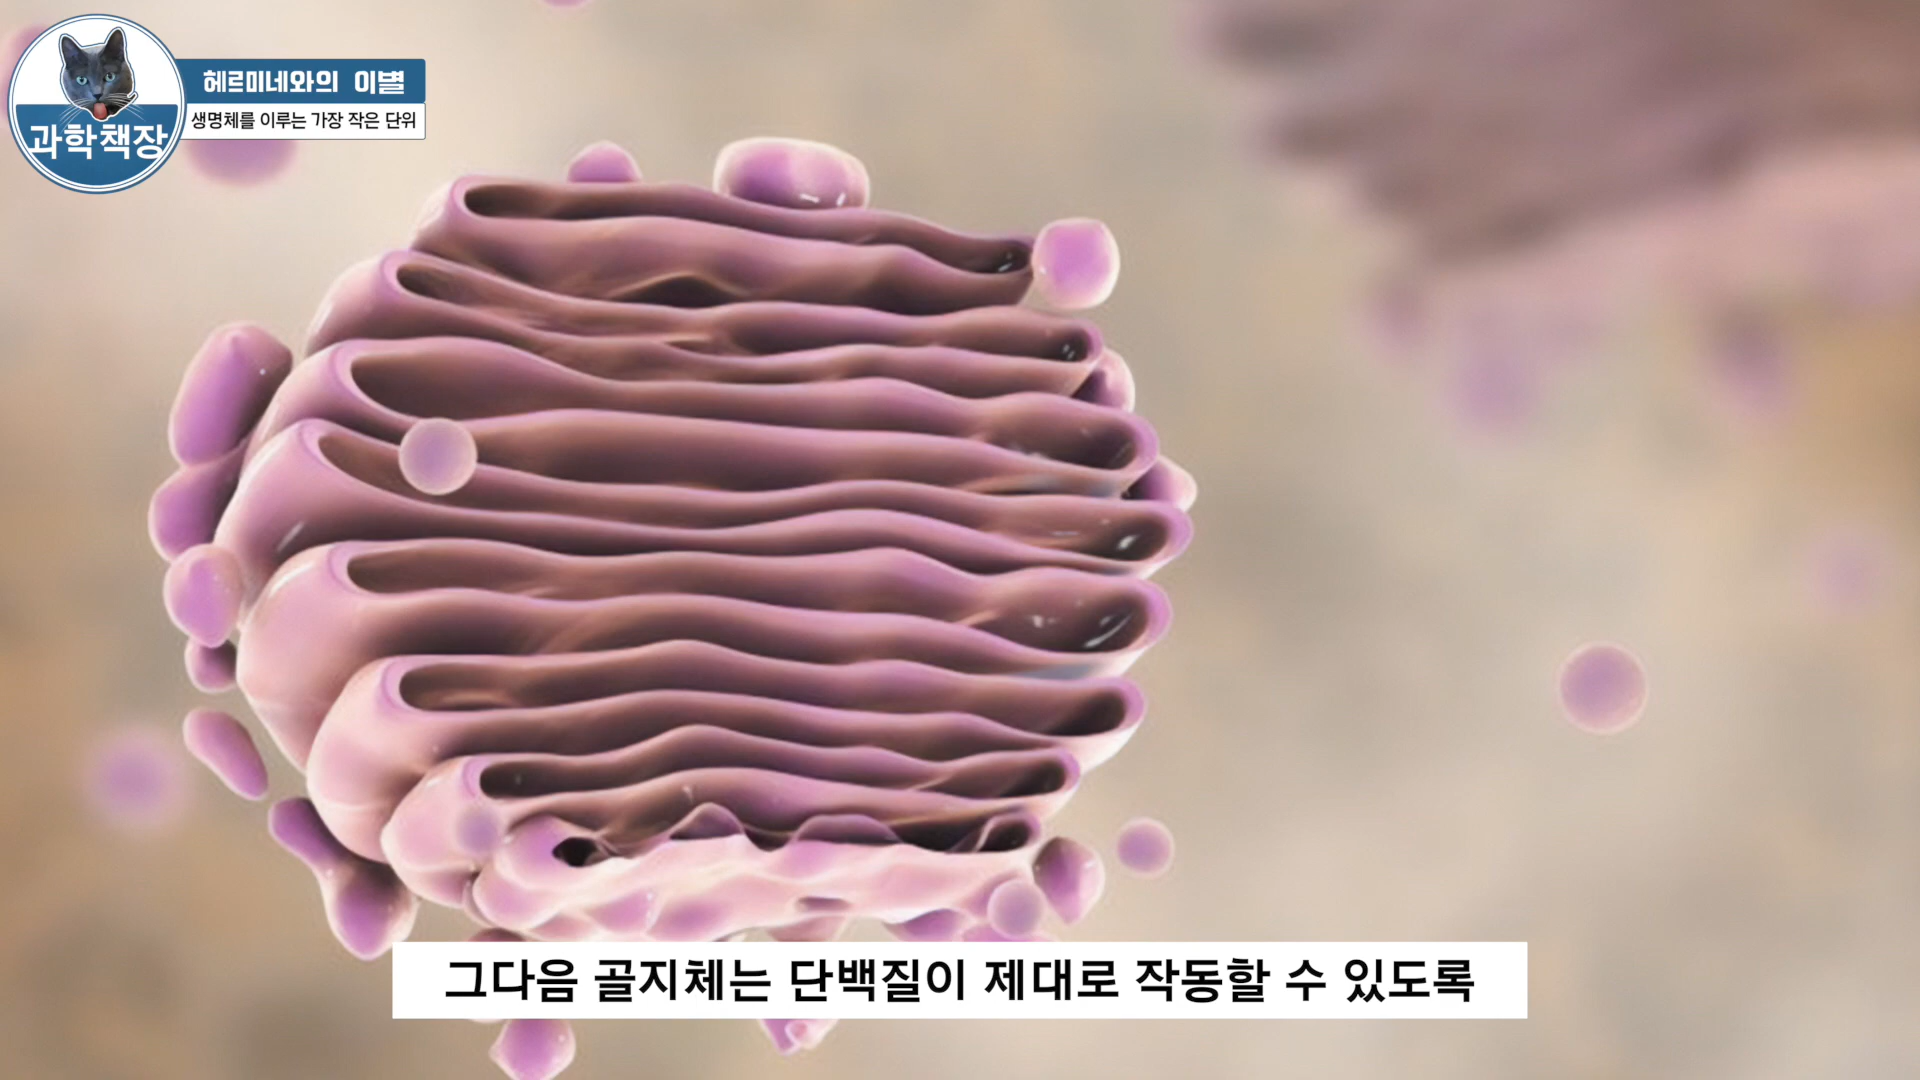 헤르미네와의 이별
생명체를 이루는 가장 작은 단위
과학책장
그다음 골지체는 단백질이 제대로 작동할 수 있도록